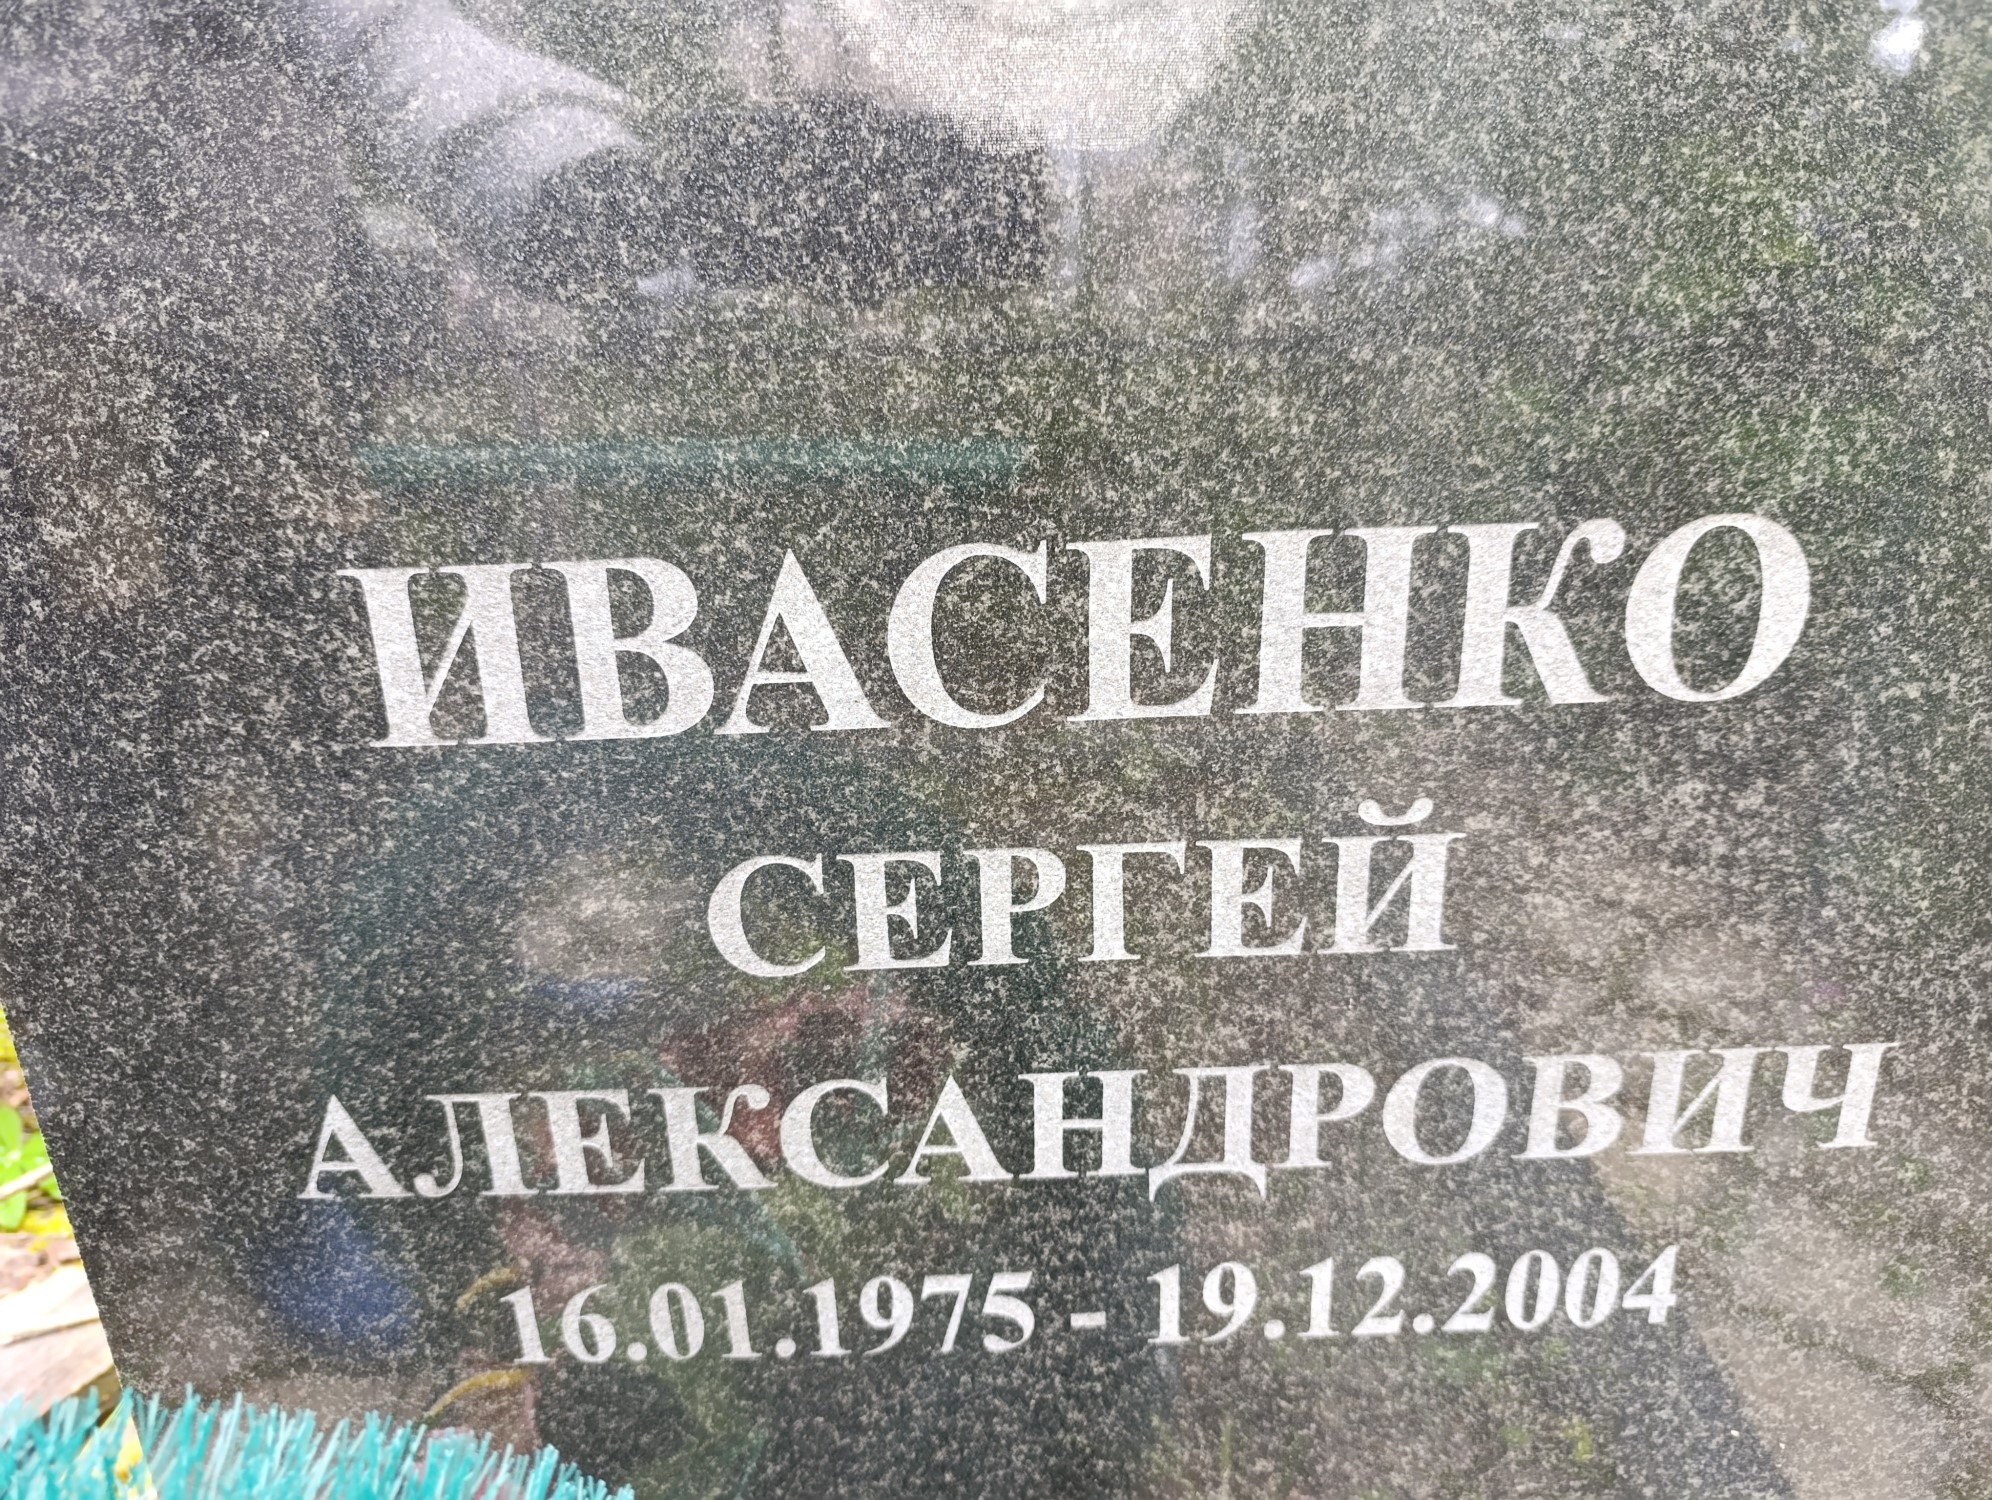 ИВАСЕНКО
СЕРГЕЙ
АЛЕКСАНДРОВИЧ
16.01.1975 - 19.12.2004